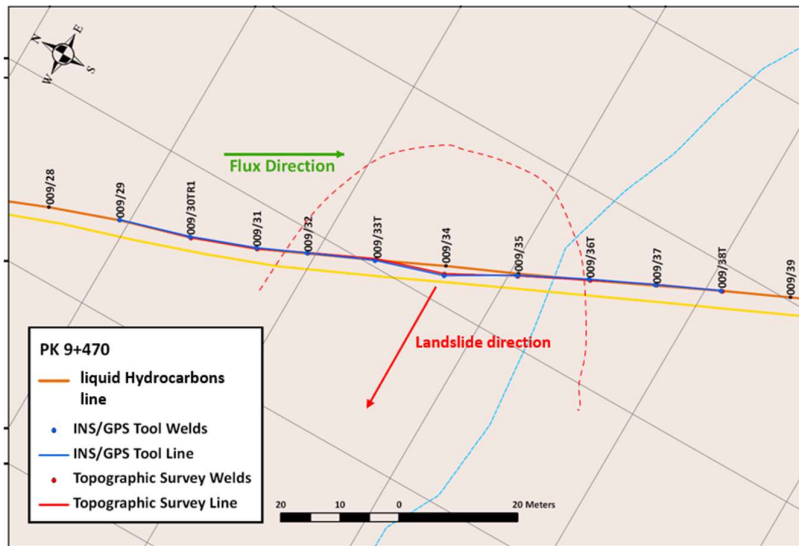 N
E
W
S
Flux Direction
009/28
009/29
009/30TR1
009/31
009/32
009/33T
009/34
009/35
009/36T
009/37
009/38T
009/39
Landslide direction
PK 9+470
liquid Hydrocarbons
line
INS/GPS Tool Welds
INS/GPS Tool Line
Topographic Survey Welds
Topographic Survey Line
20 10 0 20 Meters